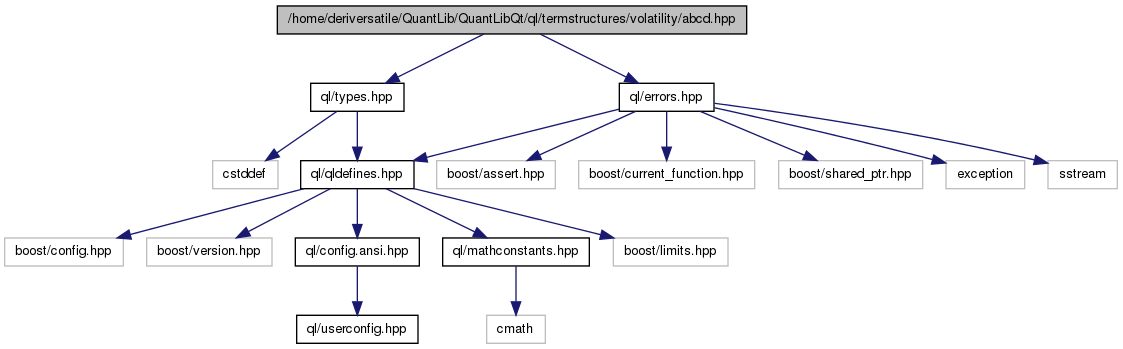 /home/deriversatile/QuantLib/QuantLibQt/ql/termstructures/volatility/abcd.hpp
ql/types.hpp
ql/errors.hpp
cstddef
ql/qldefines.hpp
boost/assert.hpp
boost/current_function.hpp
boost/shared_ptr.hpp
exception
sstream
boost/config.hpp
boost/version.hpp
ql/config.ansi.hpp
ql/mathconstants.hpp
boost/limits.hpp
ql/userconfig.hpp
cmath